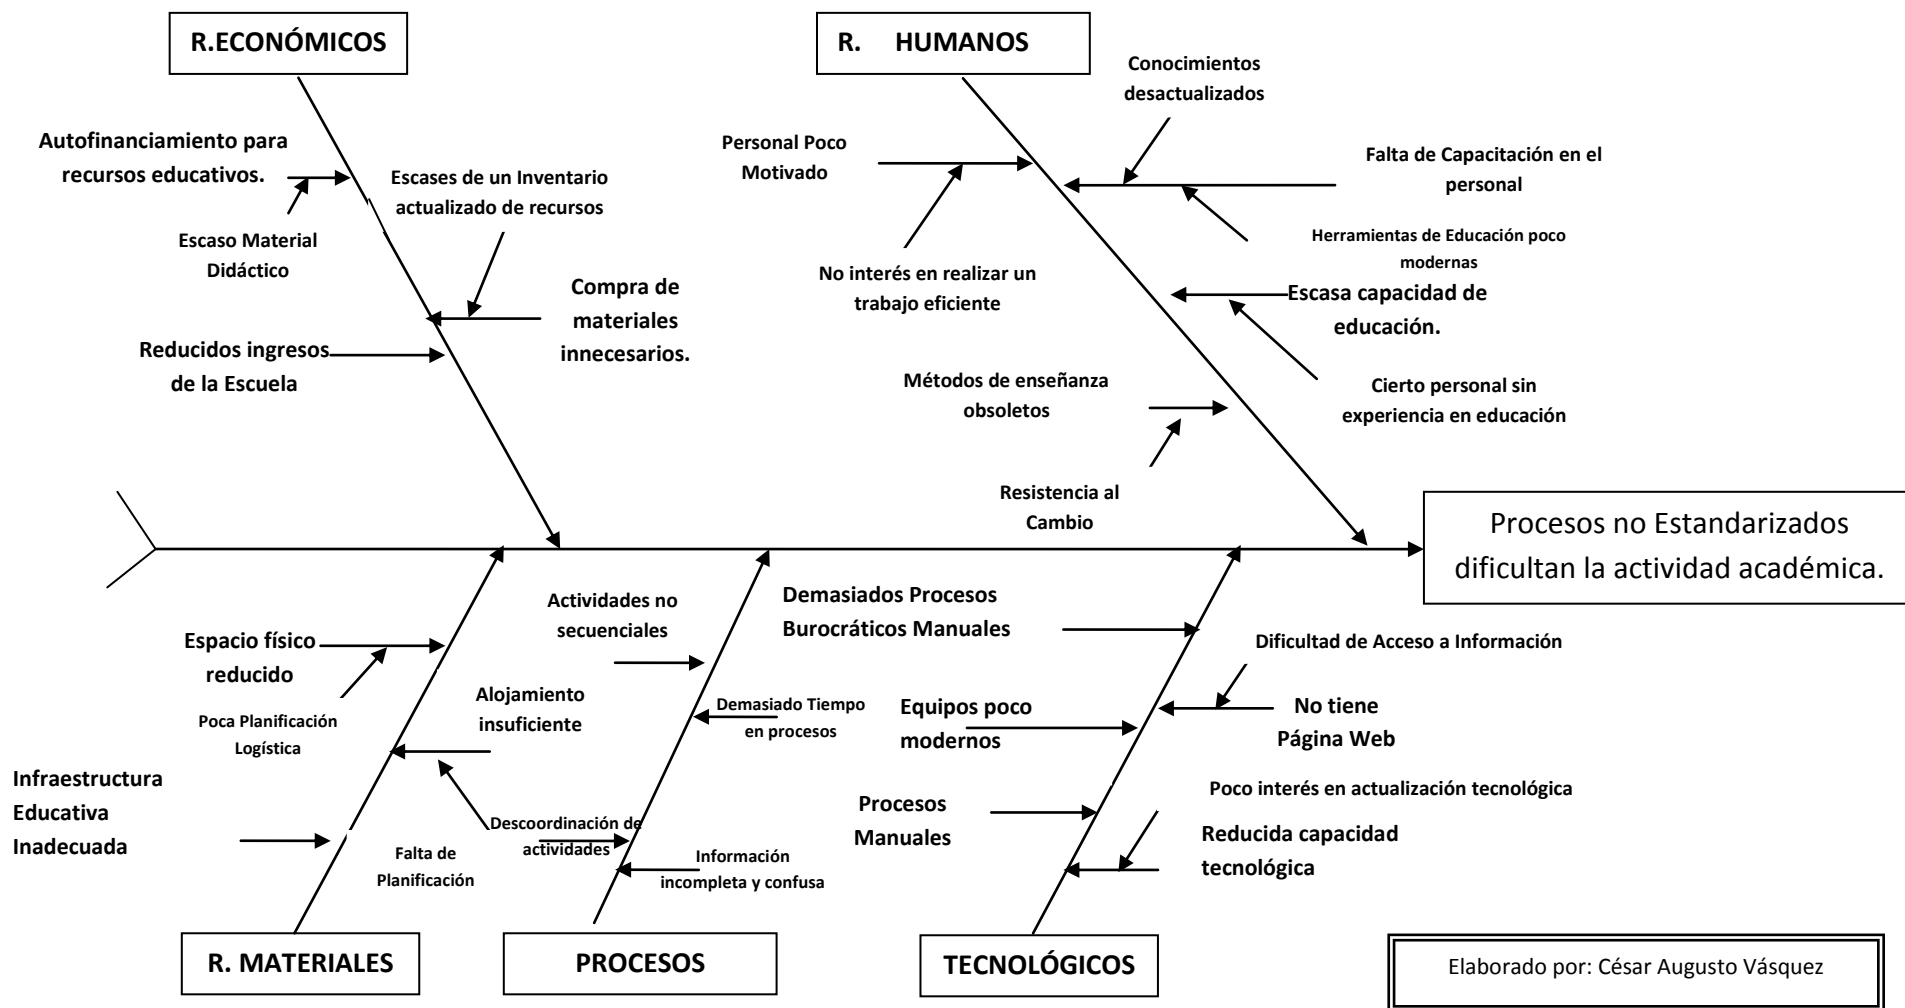 R.ECONÓMICOS
R. HUMANOS
Conocimientos
desactualizados
Autofinanciamiento para
recursos educativos.
Escases de un Inventario
actualizado de recursos
Personal Poco
Motivado
Falta de Capacitación en el
personal
Escaso Material
Didáctico
Herramientas de Educación poco
modernas
No interés en realizar un
trabajo eficiente
Compra de
materiales
innecesarios.
Escasa capacidad de
educación.
Reducidos ingresos
de la Escuela
Métodos de enseñanza
obsoletos
Cierto personal sin
experiencia en educación
Resistencia al
Cambio
Procesos no Estandarizados
dificultan la actividad académica.
Actividades no
secuenciales
Demasiados Procesos
Burocráticos Manuales
Espacio físico
reducido
Dificultad de Acceso a Información
Alojamiento
insuficiente
Demasiado Tiempo
en procesos
Equipos poco
modernos
No tiene
Página Web
Poca Planificación
Logística
Infraestructura
Educativa
Inadecuada
Poco interés en actualización tecnológica
Procesos
Manuales
Descoordinación de
actividades
Reducida capacidad
tecnológica
Falta de
Planificación
Información
incompleta y confusa
R. MATERIALES
PROCESOS
TECNOLÓGICOS
Elaborado por: César Augusto Vásquez